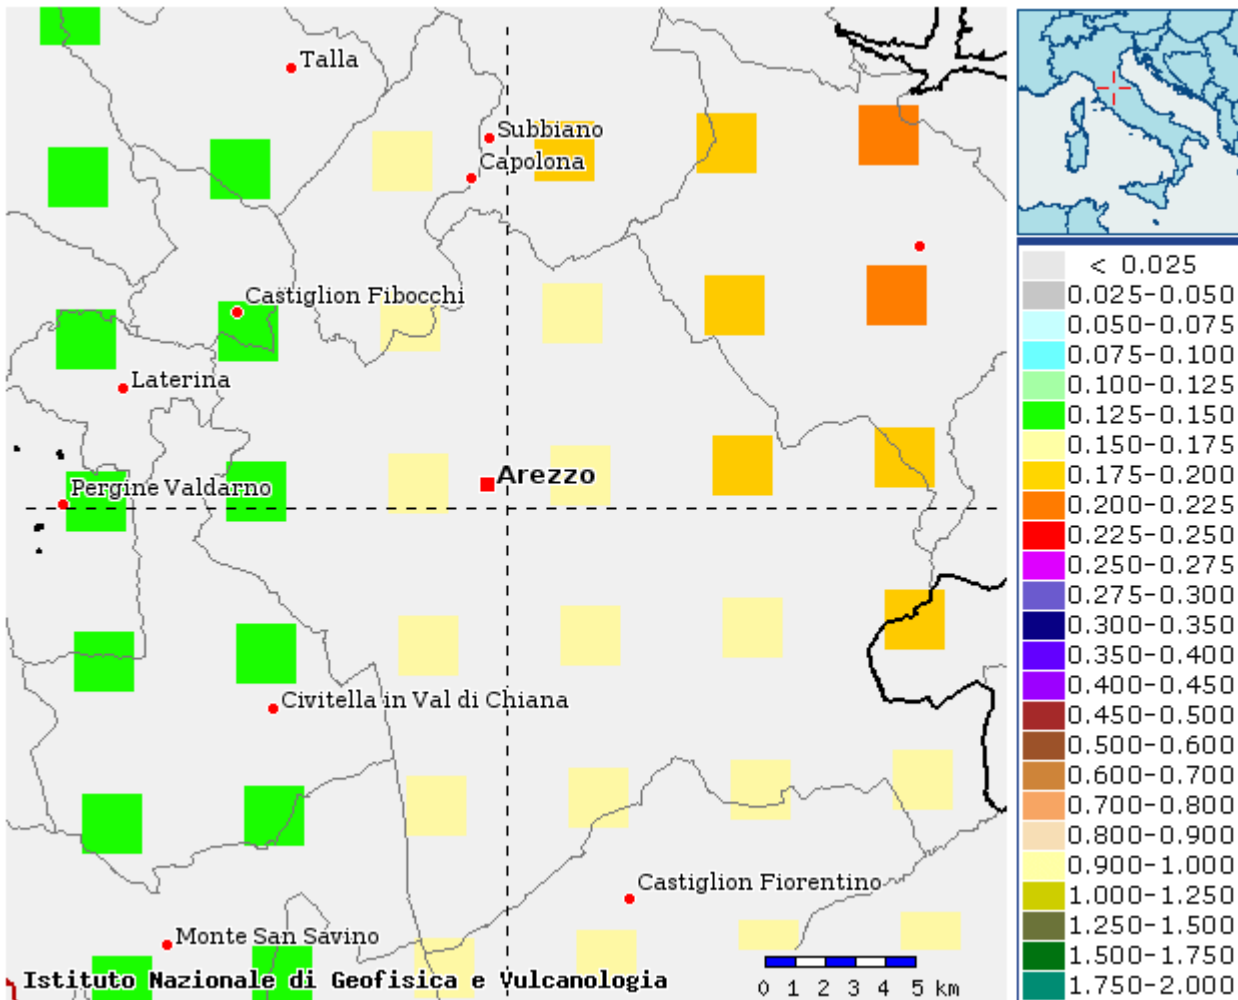 Talla
Subbiano
Capolona
Castiglion Fibocchi
Laterina
Arezzo
Pergine Valdarno
Civitella in Val di Chiana
Castiglion Fiorentino
Monte San Savino
Istituto Nazionale di Geofisica e Vulcanologia
0 1 2 3 4 5 km
< 0.025
0.025-0.050
0.050-0.075
0.075-0.100
0.100-0.125
0.125-0.150
0.150-0.175
0.175-0.200
0.200-0.225
0.225-0.250
0.250-0.275
0.275-0.300
0.300-0.350
0.350-0.400
0.400-0.450
0.450-0.500
0.500-0.600
0.600-0.700
0.700-0.800
0.800-0.900
0.900-1.000
1.000-1.250
1.250-1.500
1.500-1.750
1.750-2.000